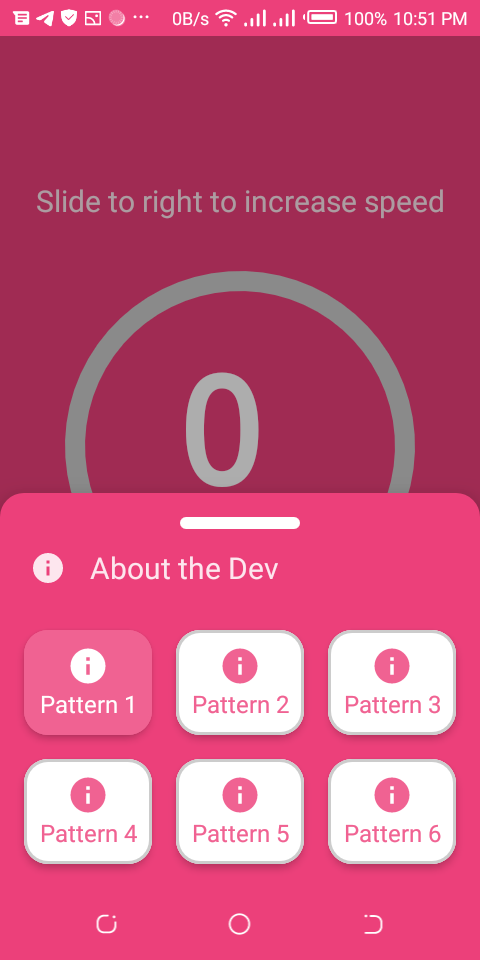 0B/s 100% 10:51 PM
Slide to right to increase speed
0
About the Dev
Pattern 1 Pattern 2 Pattern 3
Pattern 4 Pattern 5 Pattern 6